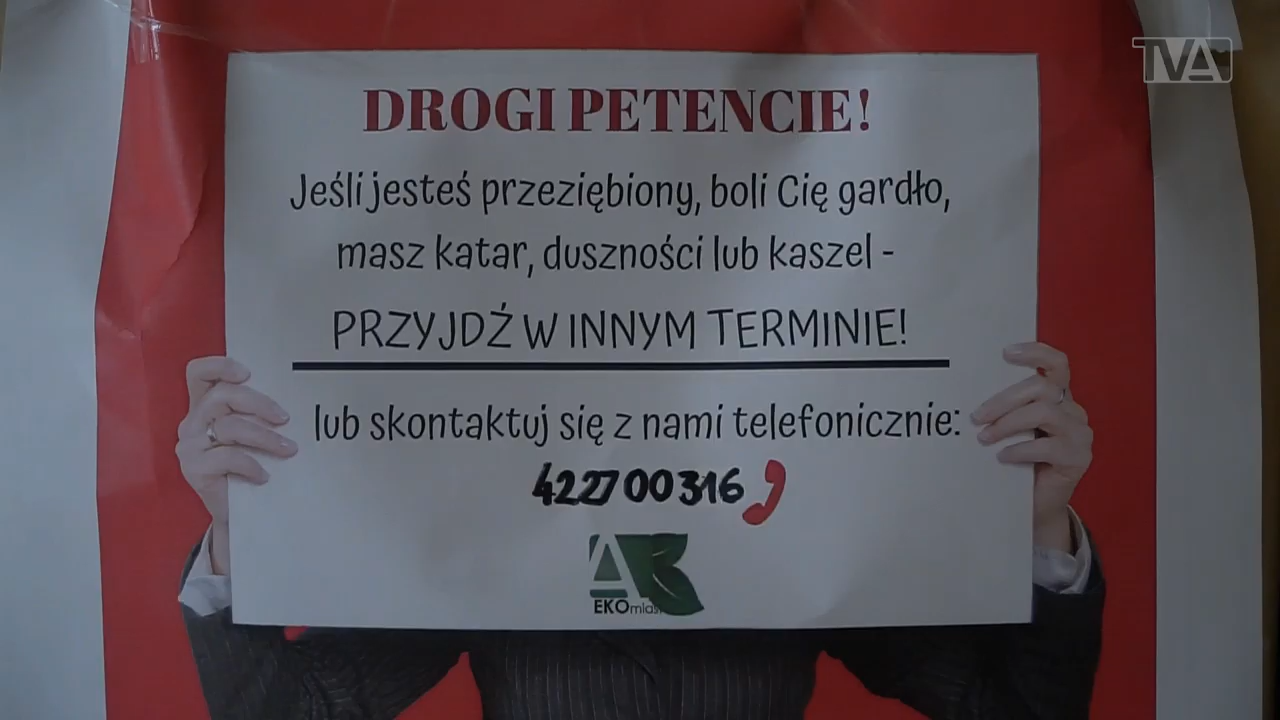 TVA
DROGI PETENCIE!
Jeśli jesteś przeziębiony, boli Cię gardło,
masz katar, duszności lub kaszel -
PRZYJDŹ W INNYM TERMINIE!
lub skontaktuj się z nami telefonicznie:
422700316
EKO